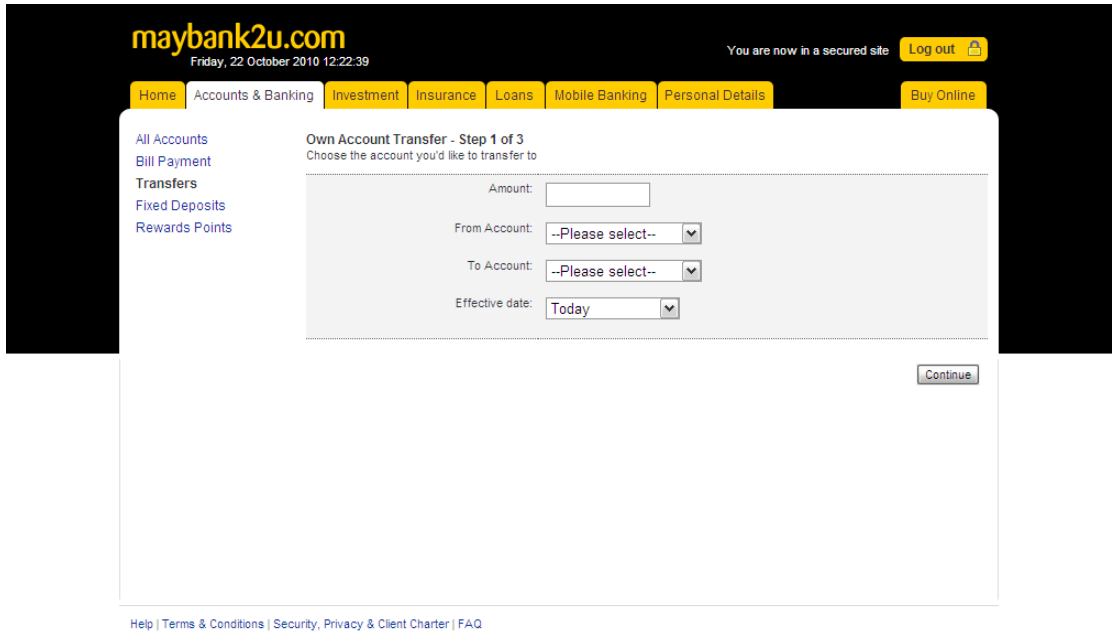 maybank2u.com
Friday, 22 October 2010 12:22:39
You are now in a secured site
Log out
Home
Accounts & Banking
Investment
Insurance
Loans
Mobile Banking
Personal Details
Buy Online
All Accounts
Bill Payment
Transfers
Fixed Deposits
Rewards Points
Own Account Transfer - Step 1 of 3
Choose the account you'd like to transfer to
Amount:
From Account: --Please select--
To Account: --Please select--
Effective date: Today
Continue
Help | Terms & Conditions | Security, Privacy & Client Charter | FAQ